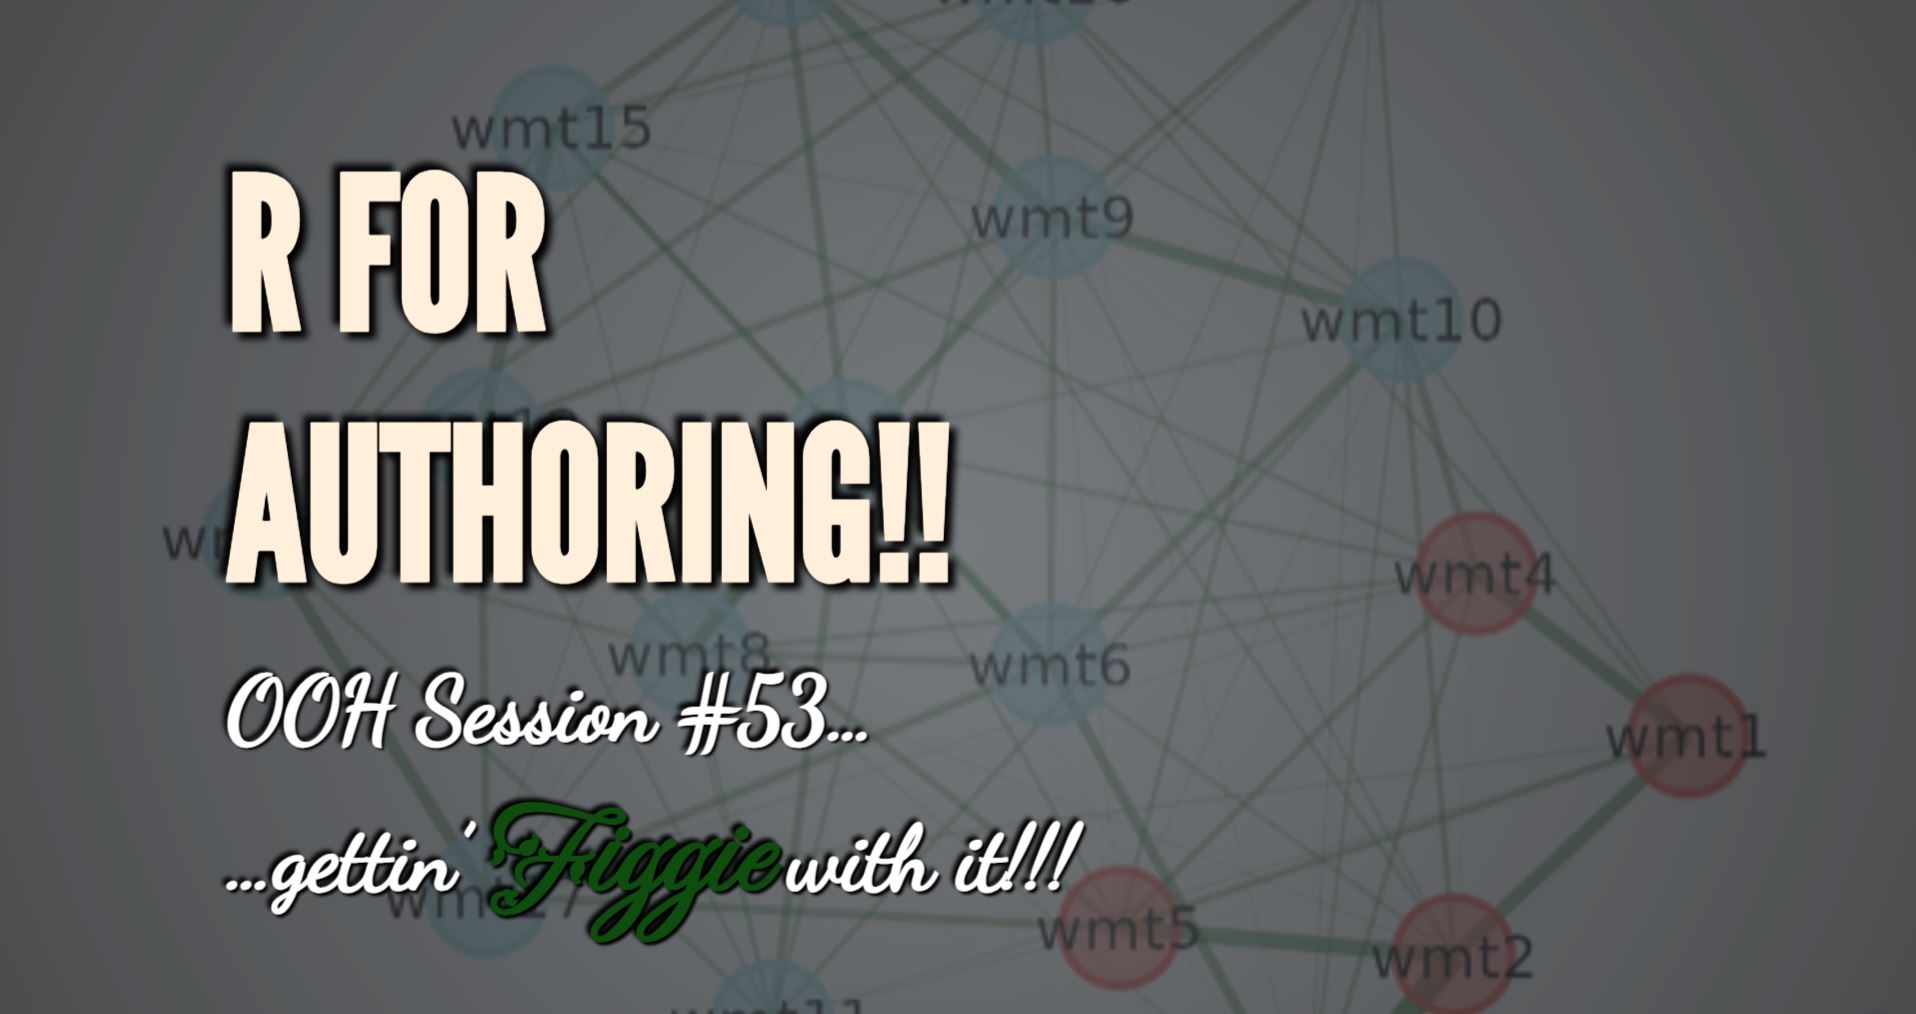 wmt15
wmt9
R FOR
wmt10
AUTHORING!!
wmt4
wmt8
wmt6
OOH Session #53...
wmt1
...gettin' Figgie with it!!!
wmt5
wmt2